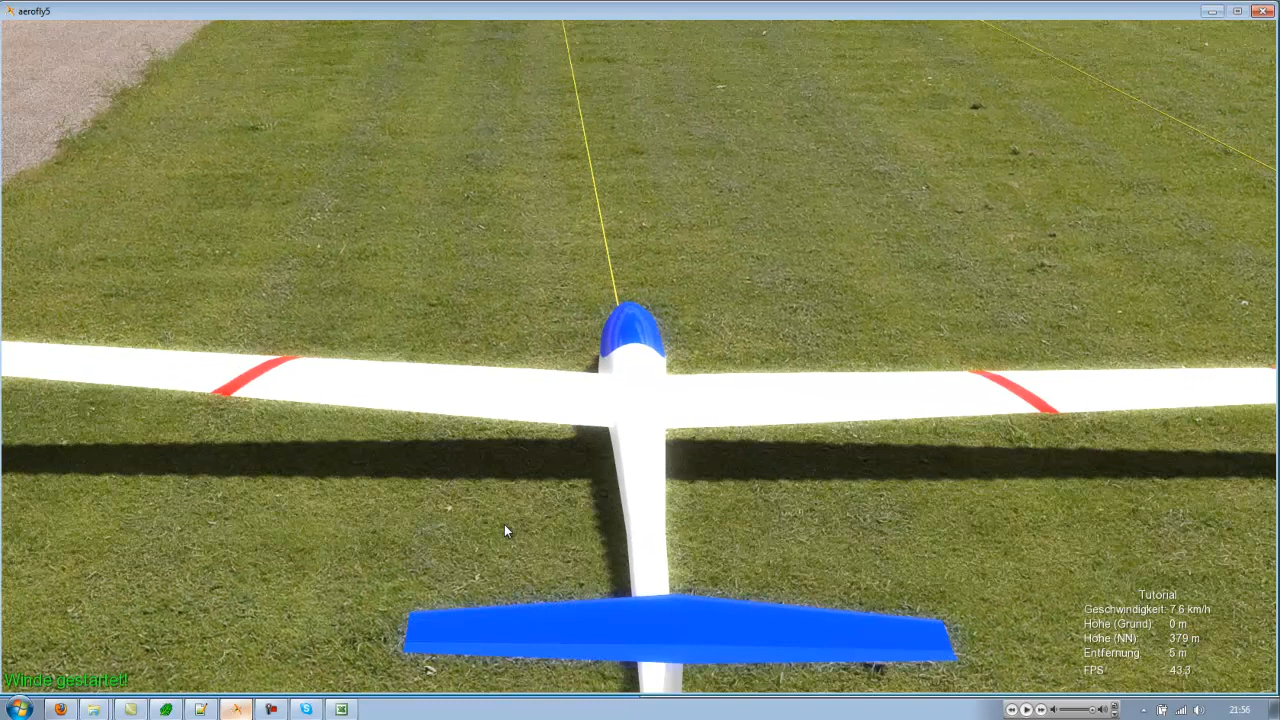 aerofly5
Tutorial
Geschwindigkeit: 7.6 km/h
Höhe (Grund): 0 m
Höhe (NN): 379 m
Entfernung 5 m
FPS 43,3
Winde gestartet!
21:56